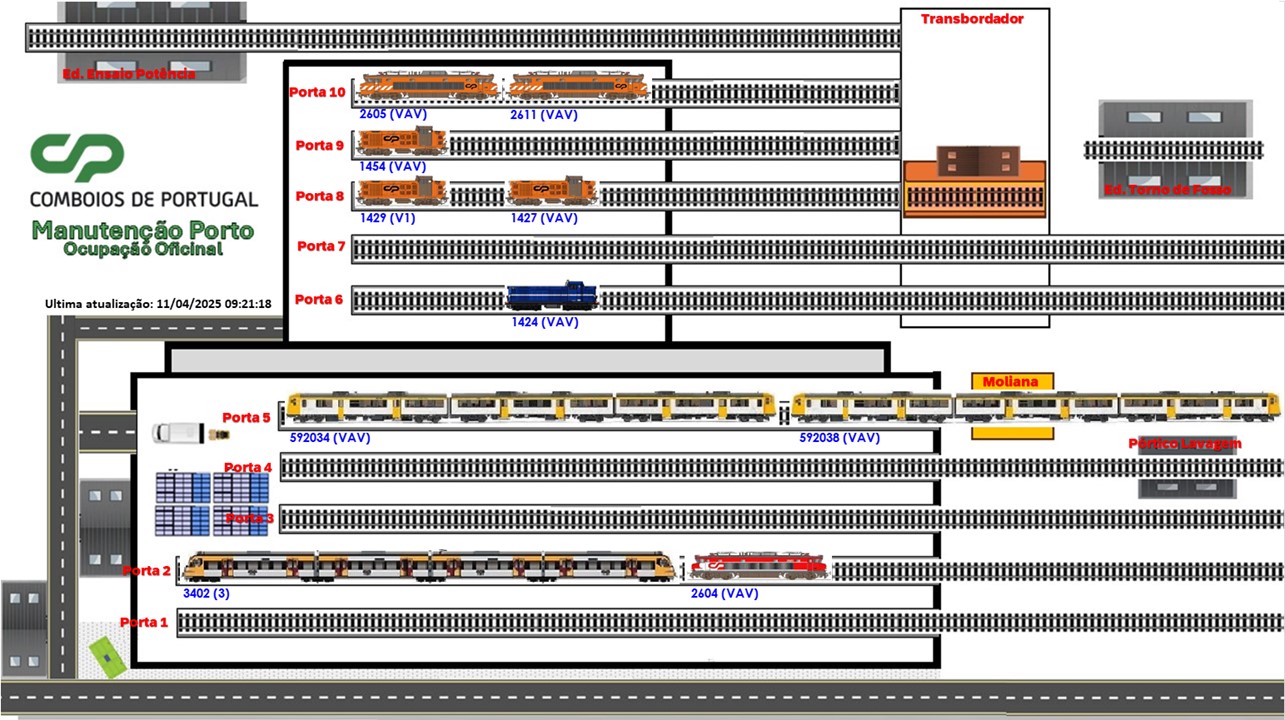 Transbordador
Ed. Ensaio Potência
Porta 10
2605 (VAV)
2611 (VAV)
CP
COMBOIOS DE PORTUGAL
Manutenção Porto
Ocupação Oficinal
Porta 9
1454 (VAV)
Porta 8
1429 (V1)
1427 (VAV)
Ed. Torno de Fosso
Porta 7
Porta 6
1424 (VAV)
Ultima atualização: 11/04/2025 09:21:18
Moliana
Porta 5
592034 (VAV)
592038 (VAV)
Pórtico Lavagem
Porta 4
Porta 3
Porta 2
3402 (3)
2604 (VAV)
Porta 1